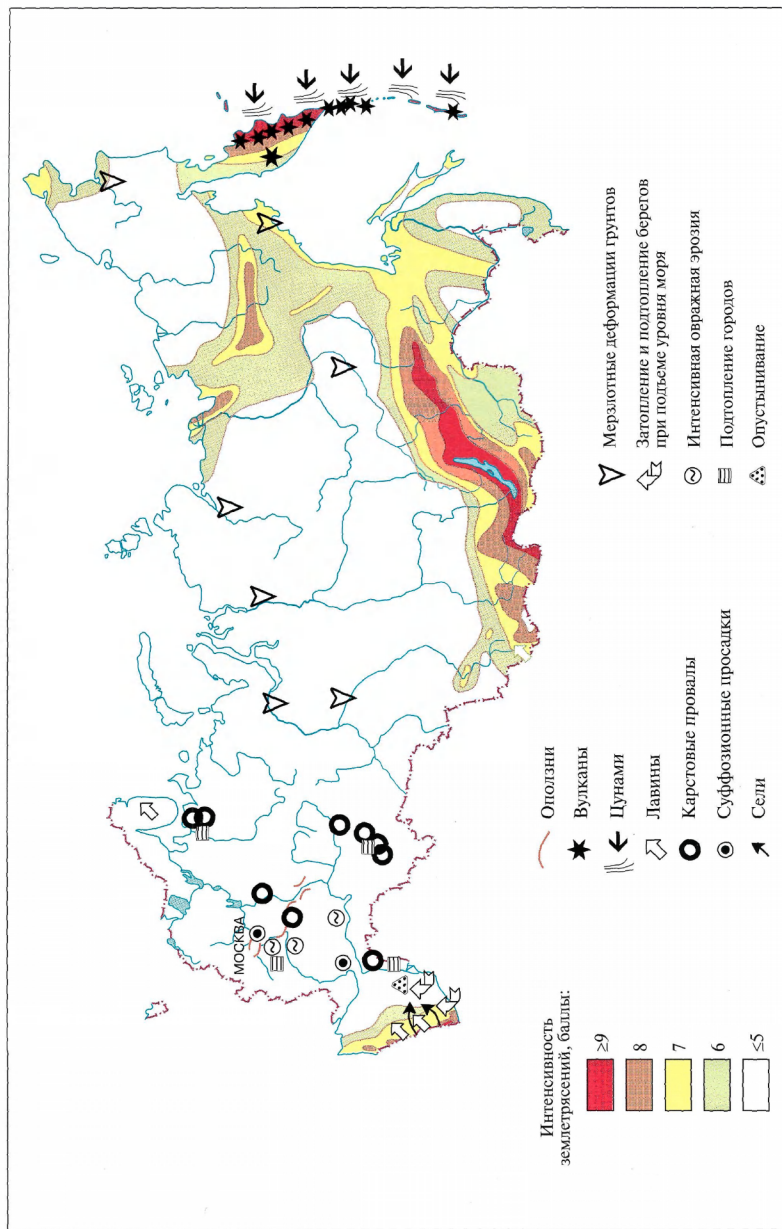 МОСКВА
Интенсивность
землетрясений, баллы:
≥9
8
7
6
≤5
Оползни
Вулканы
Цунами
Лавины
Карстовые провалы
Суффозионные просадки
Сели
Мерзлотные деформации грунтов
Затопление и подтопление берегов
при подъеме уровня моря
Интенсивная овражная эрозия
Подтопление городов
Опустынивание